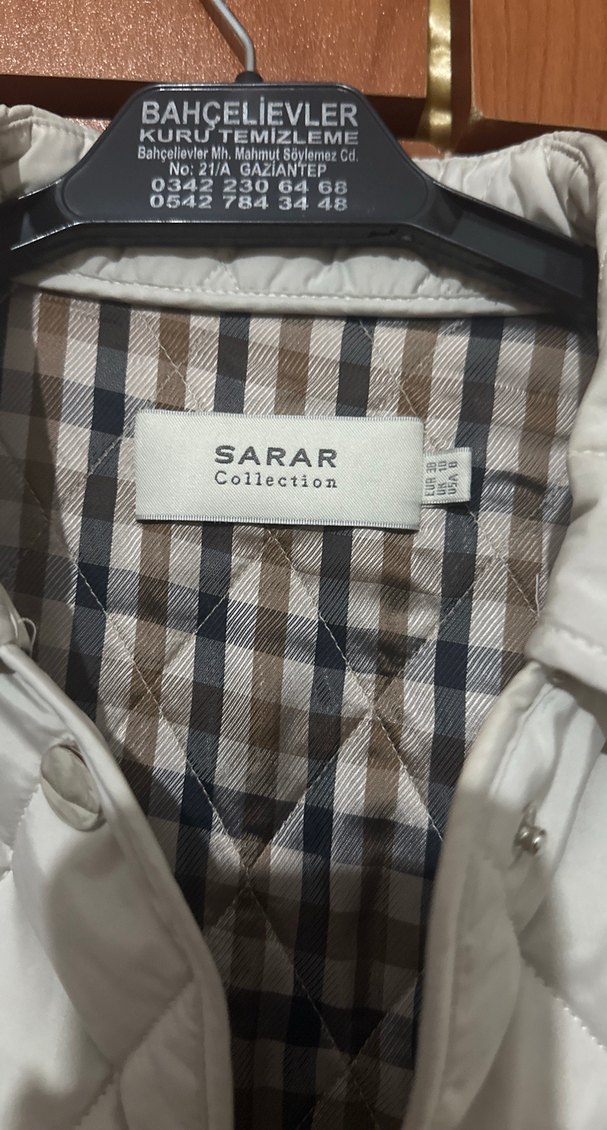 BAHÇELİEVLER
KURU TEMİZLEME
Bahçelievler Mh. Mahmut Söylemez Cd.
No: 21/A GAZİANTEP
0342 230 64 68
0542 784 34 48
SARAR
Collection
EUR 38
UK 10
USA 8